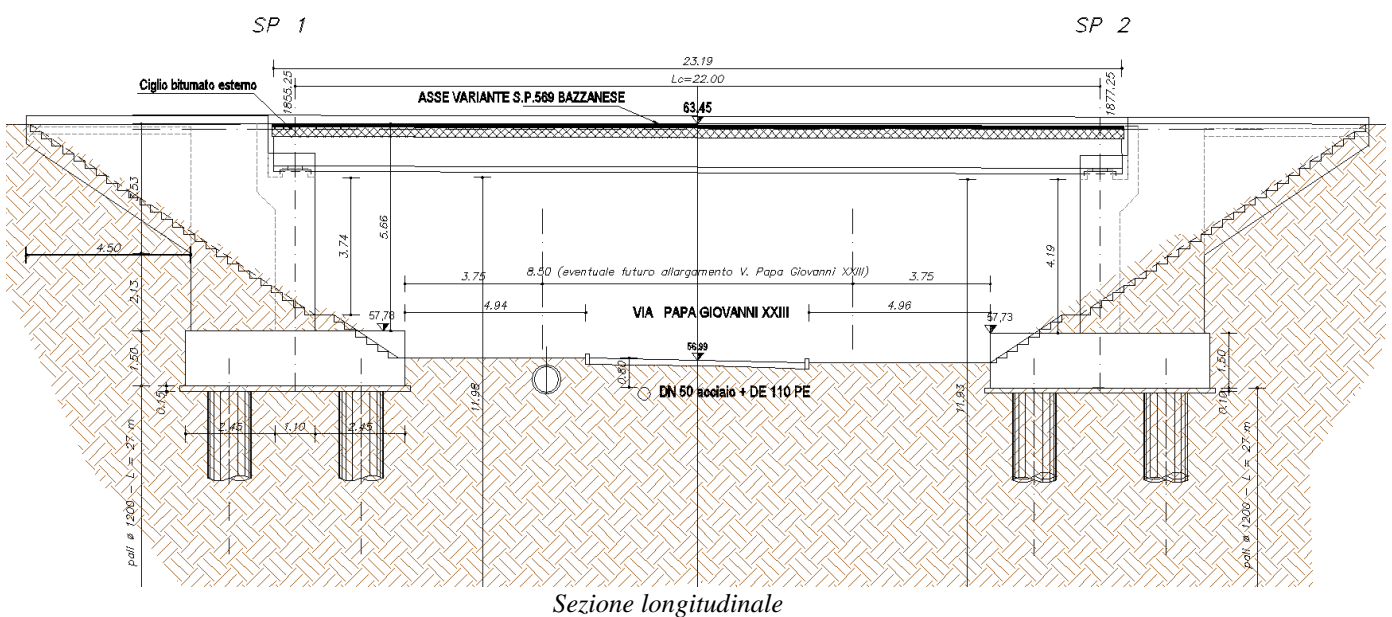 SP 1
SP 2
23.19
Lc=22.00
Ciglio bitumato esterno
1855.25
1877.25
ASSE VARIANTE S.P.569 BAZZANESE
63.45
4.50
3.74
5.66
4.19
3.75
8.50 (eventuale futuro allargamento V. Papa Giovanni XXIII)
3.75
2.13
4.94
VIA PAPA GIOVANNI XXIII
4.96
57.78
57.73
56.99
1.50
0.80
1.50
DN 50 acciaio + DE 110 PE
11.98
11.93
0.15
0.10
2.45
1.10
2.45
pali ø 1200 - L = 27 m
pali ø 1200 - L = 27 m
Sezione longitudinale